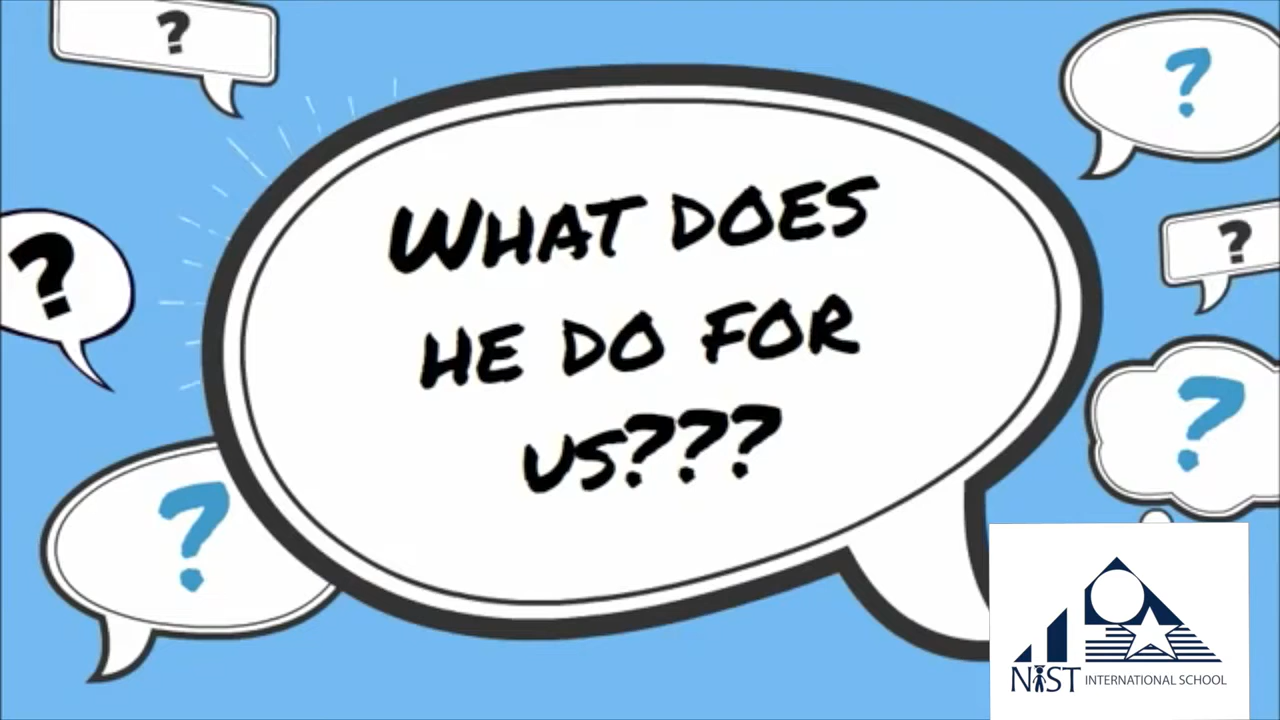 ?
?
?
WHAT DOES
HE DO FOR
US???
?
?
?
NIST INTERNATIONAL SCHOOL